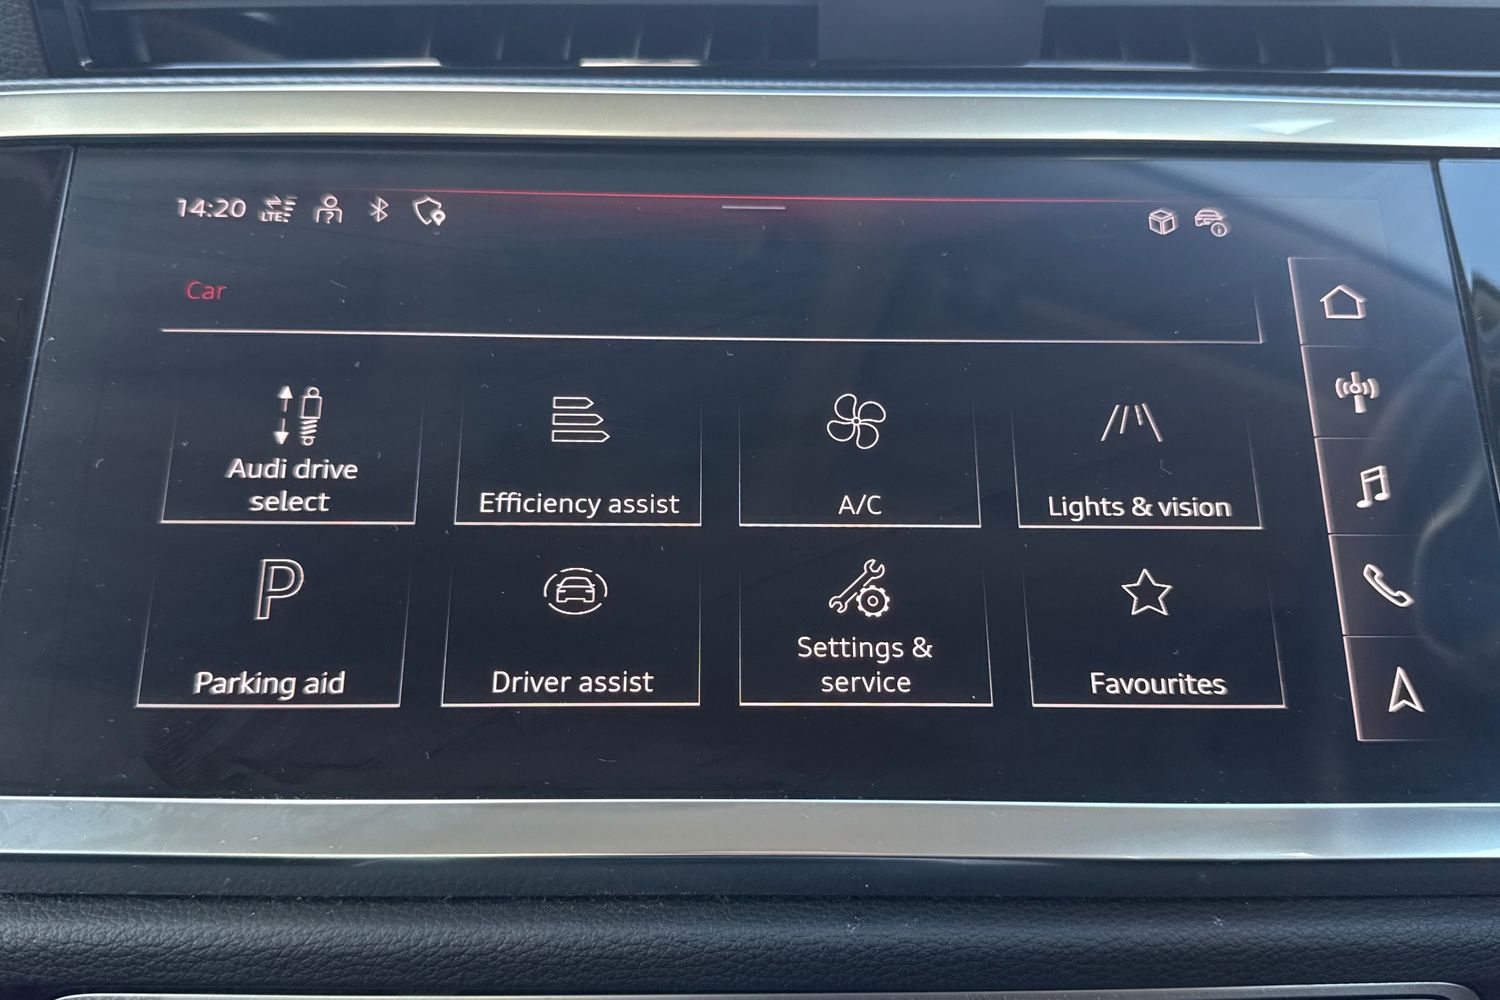 14:20 LTE
Car
Audi drive
select
Efficiency assist
A/C
Lights & vision
P
Parking aid
Driver assist
Settings &
service
Favourites